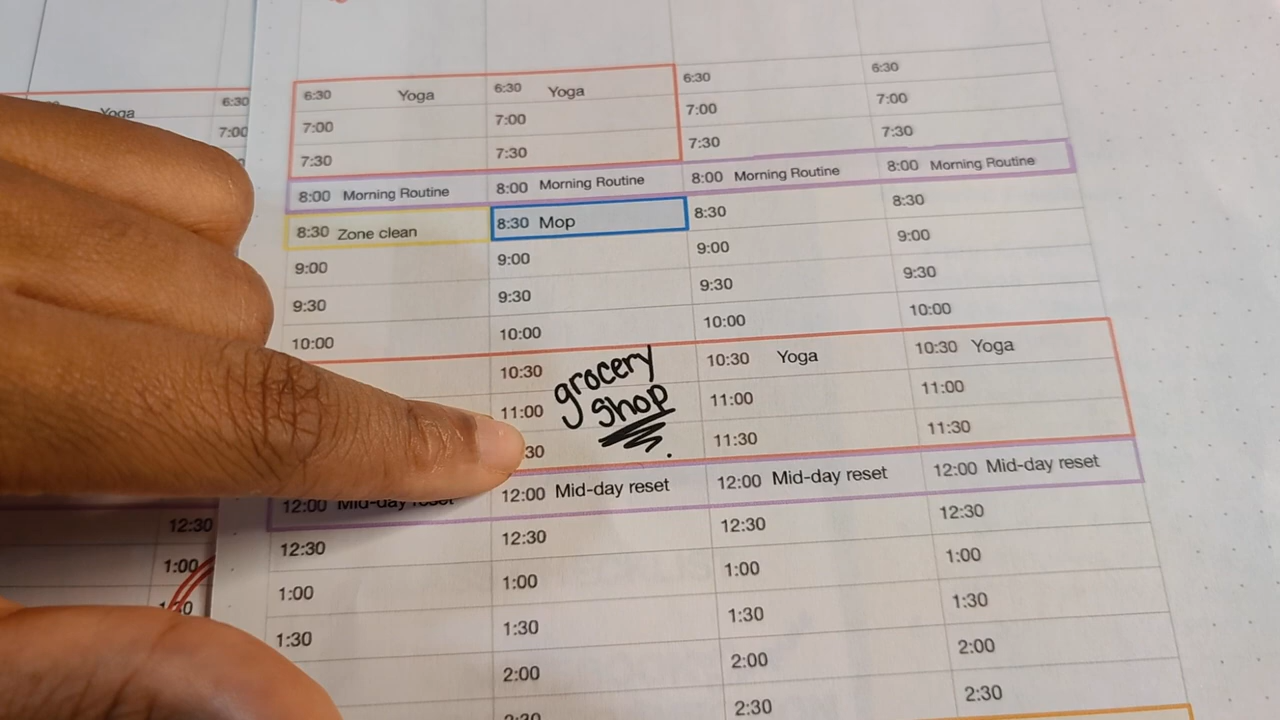 Yoga
6:30
7:00
12:30
1:00
6:30 Yoga 6:30 Yoga 6:30 6:30
7:00 7:00 7:00 7:00
7:30 7:30 7:30 7:30
8:00 Morning Routine 8:00 Morning Routine 8:00 Morning Routine 8:00 Morning Routine
8:30 Zone clean 8:30 Mop 8:30 8:30
9:00 9:00 9:00 9:00
9:30 9:30 9:30 9:30
10:00 10:00 10:00 10:00
10:30 10:30 Yoga 10:30 Yoga
grocery
11:00 11:00 11:00
shop
30 11:30 11:30
12:00 Mid-day reset 12:00 Mid-day reset 12:00 Mid-day reset 12:00 Mid-day reset
12:30 12:30 12:30 12:30
1:00 1:00 1:00 1:00
1:30 1:30 1:30 1:30
2:00 2:00 2:00
2:30 2:30 2:30